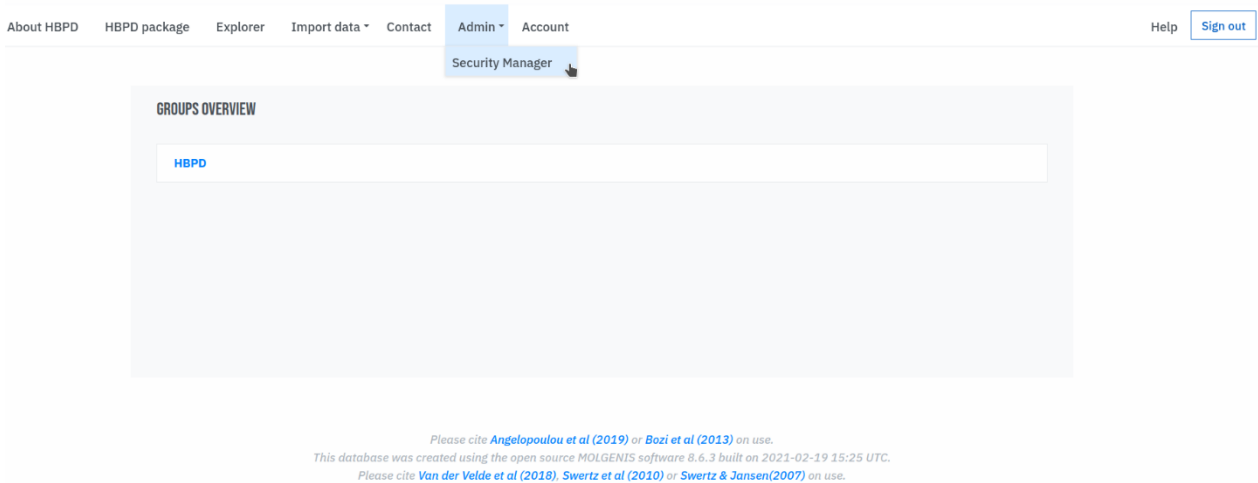 About HBPD HBPD package Explorer Import data Contact Admin Account Help Sign out
Security Manager
GROUPS OVERVIEW
HBPD
Please cite Angelopoulou et al (2019) or Bozi et al (2013) on use.
This database was created using the open source MOLGENIS software 8.6.3 built on 2021-02-19 15:25 UTC.
Please cite Van der Velde et al (2018), Swertz et al (2010) or Swertz & Jansen(2007) on use.